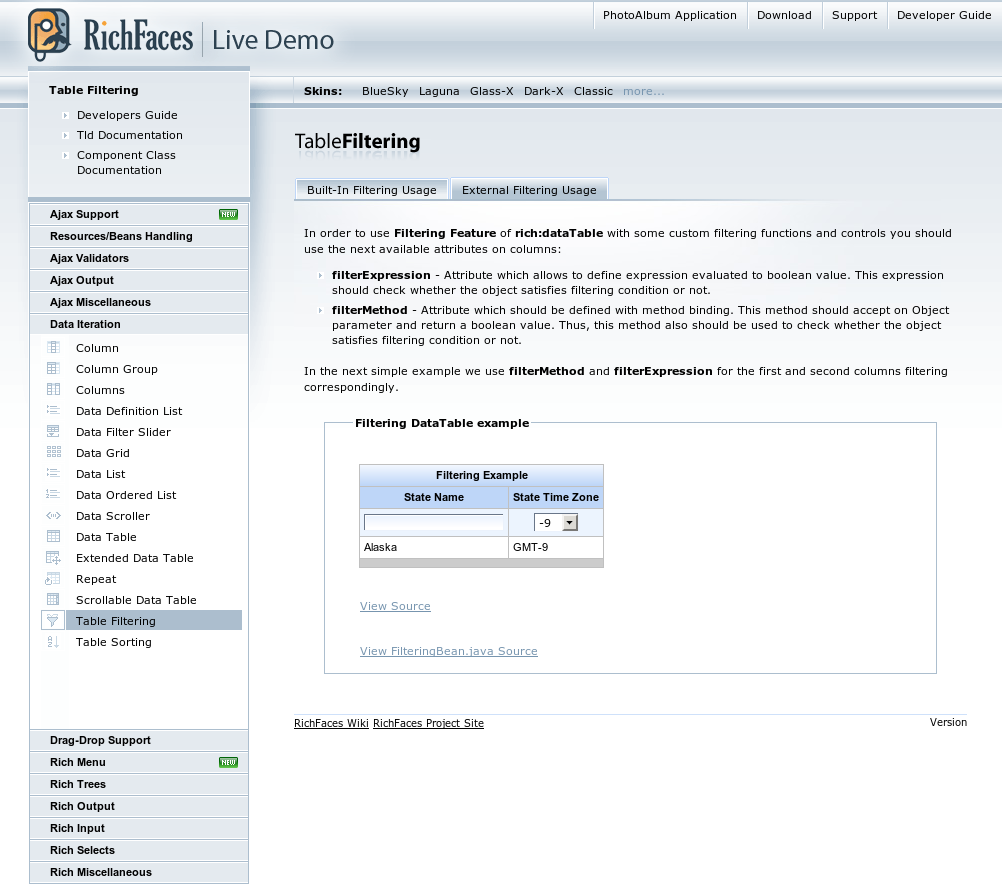 PhotoAlbum Application Download Support Developer Guide
RichFaces Live Demo
Skins: BlueSky Laguna Glass-X Dark-X Classic more...
Table Filtering
Developers Guide
Tld Documentation
Component Class
Documentation
Ajax Support NEW
Resources/Beans Handling
Ajax Validators
Ajax Output
Ajax Miscellaneous
Data Iteration
Column
Column Group
Columns
Data Definition List
Data Filter Slider
Data Grid
Data List
Data Ordered List
Data Scroller
Data Table
Extended Data Table
Repeat
Scrollable Data Table
Table Filtering
Table Sorting
Drag-Drop Support
Rich Menu NEW
Rich Trees
Rich Output
Rich Input
Rich Selects
Rich Miscellaneous
TableFiltering
Built-In Filtering Usage External Filtering Usage
In order to use Filtering Feature of rich:dataTable with some custom filtering functions and controls you should
use the next available attributes on columns:
filterExpression - Attribute which allows to define expression evaluated to boolean value. This expression
should check whether the object satisfies filtering condition or not.
filterMethod - Attribute which should be defined with method binding. This method should accept on Object
parameter and return a boolean value. Thus, this method also should be used to check whether the object
satisfies filtering condition or not.
In the next simple example we use filterMethod and filterExpression for the first and second columns filtering
correspondingly.
Filtering DataTable example
Filtering Example
State Name State Time Zone
-9
Alaska GMT-9
View Source
View FilteringBean.java Source
RichFaces Wiki RichFaces Project Site Version